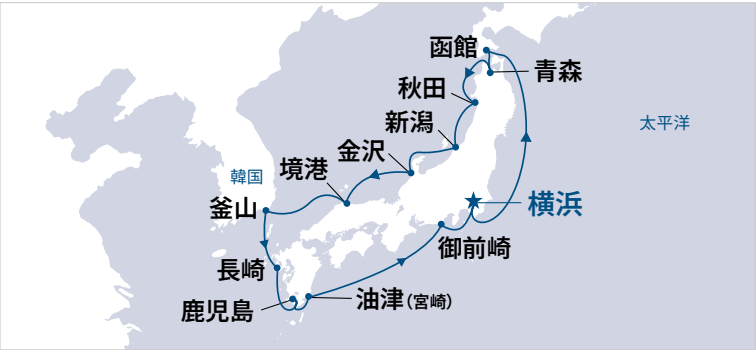 函館
青森
秋田
新潟
太平洋
金沢
境港
韓国
釜山
横浜
御前崎
長崎
鹿児島
油津(宮崎)